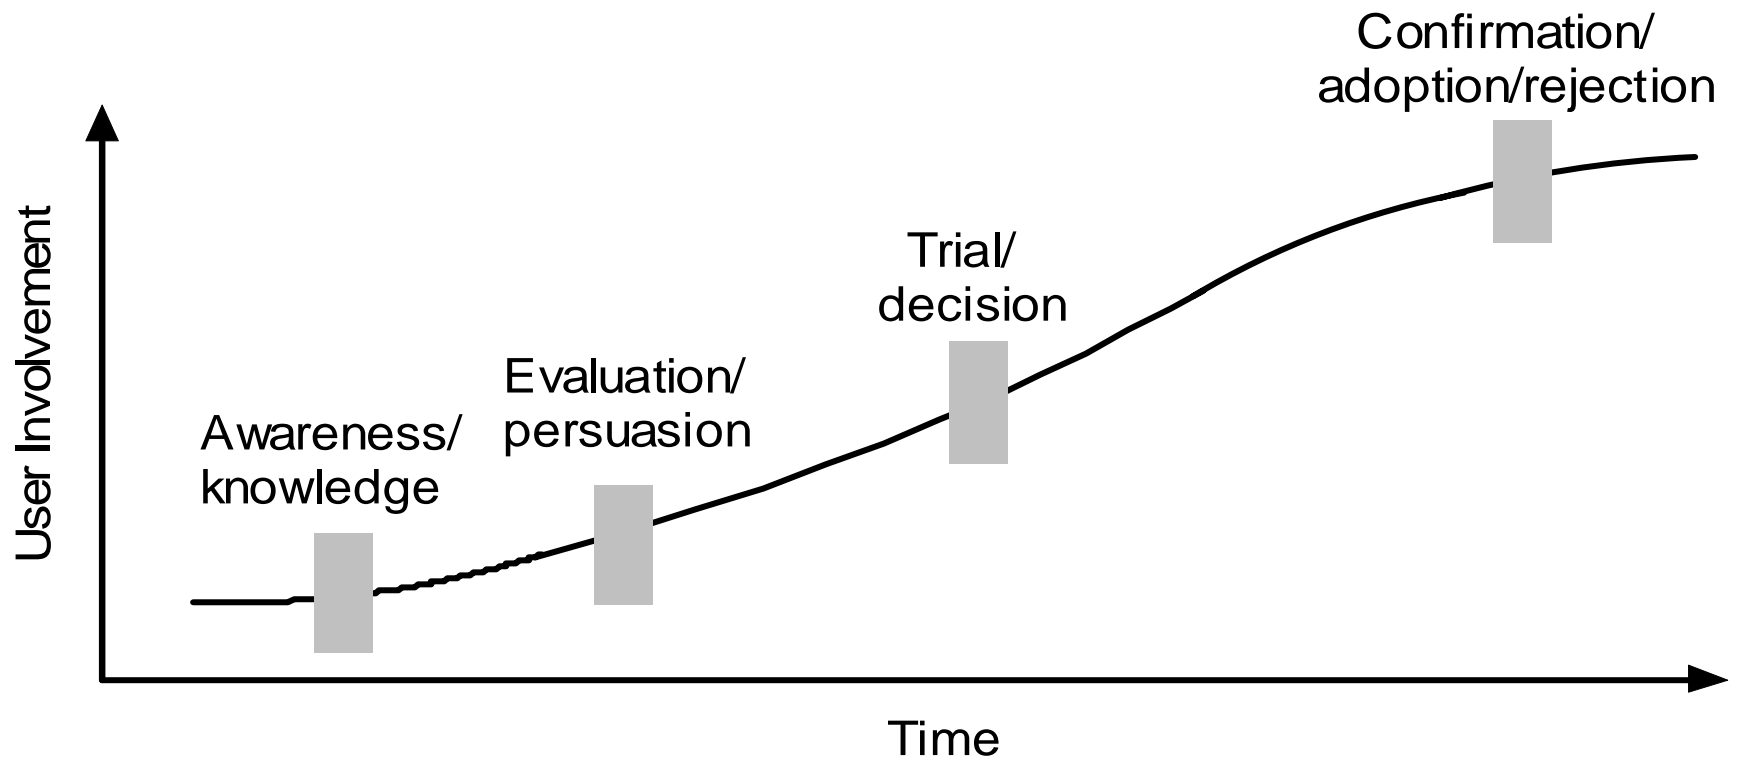 Confirmation/
adoption/rejection
Trial/
decision
Evaluation/
persuasion
Awareness/
knowledge
User Involvement
Time